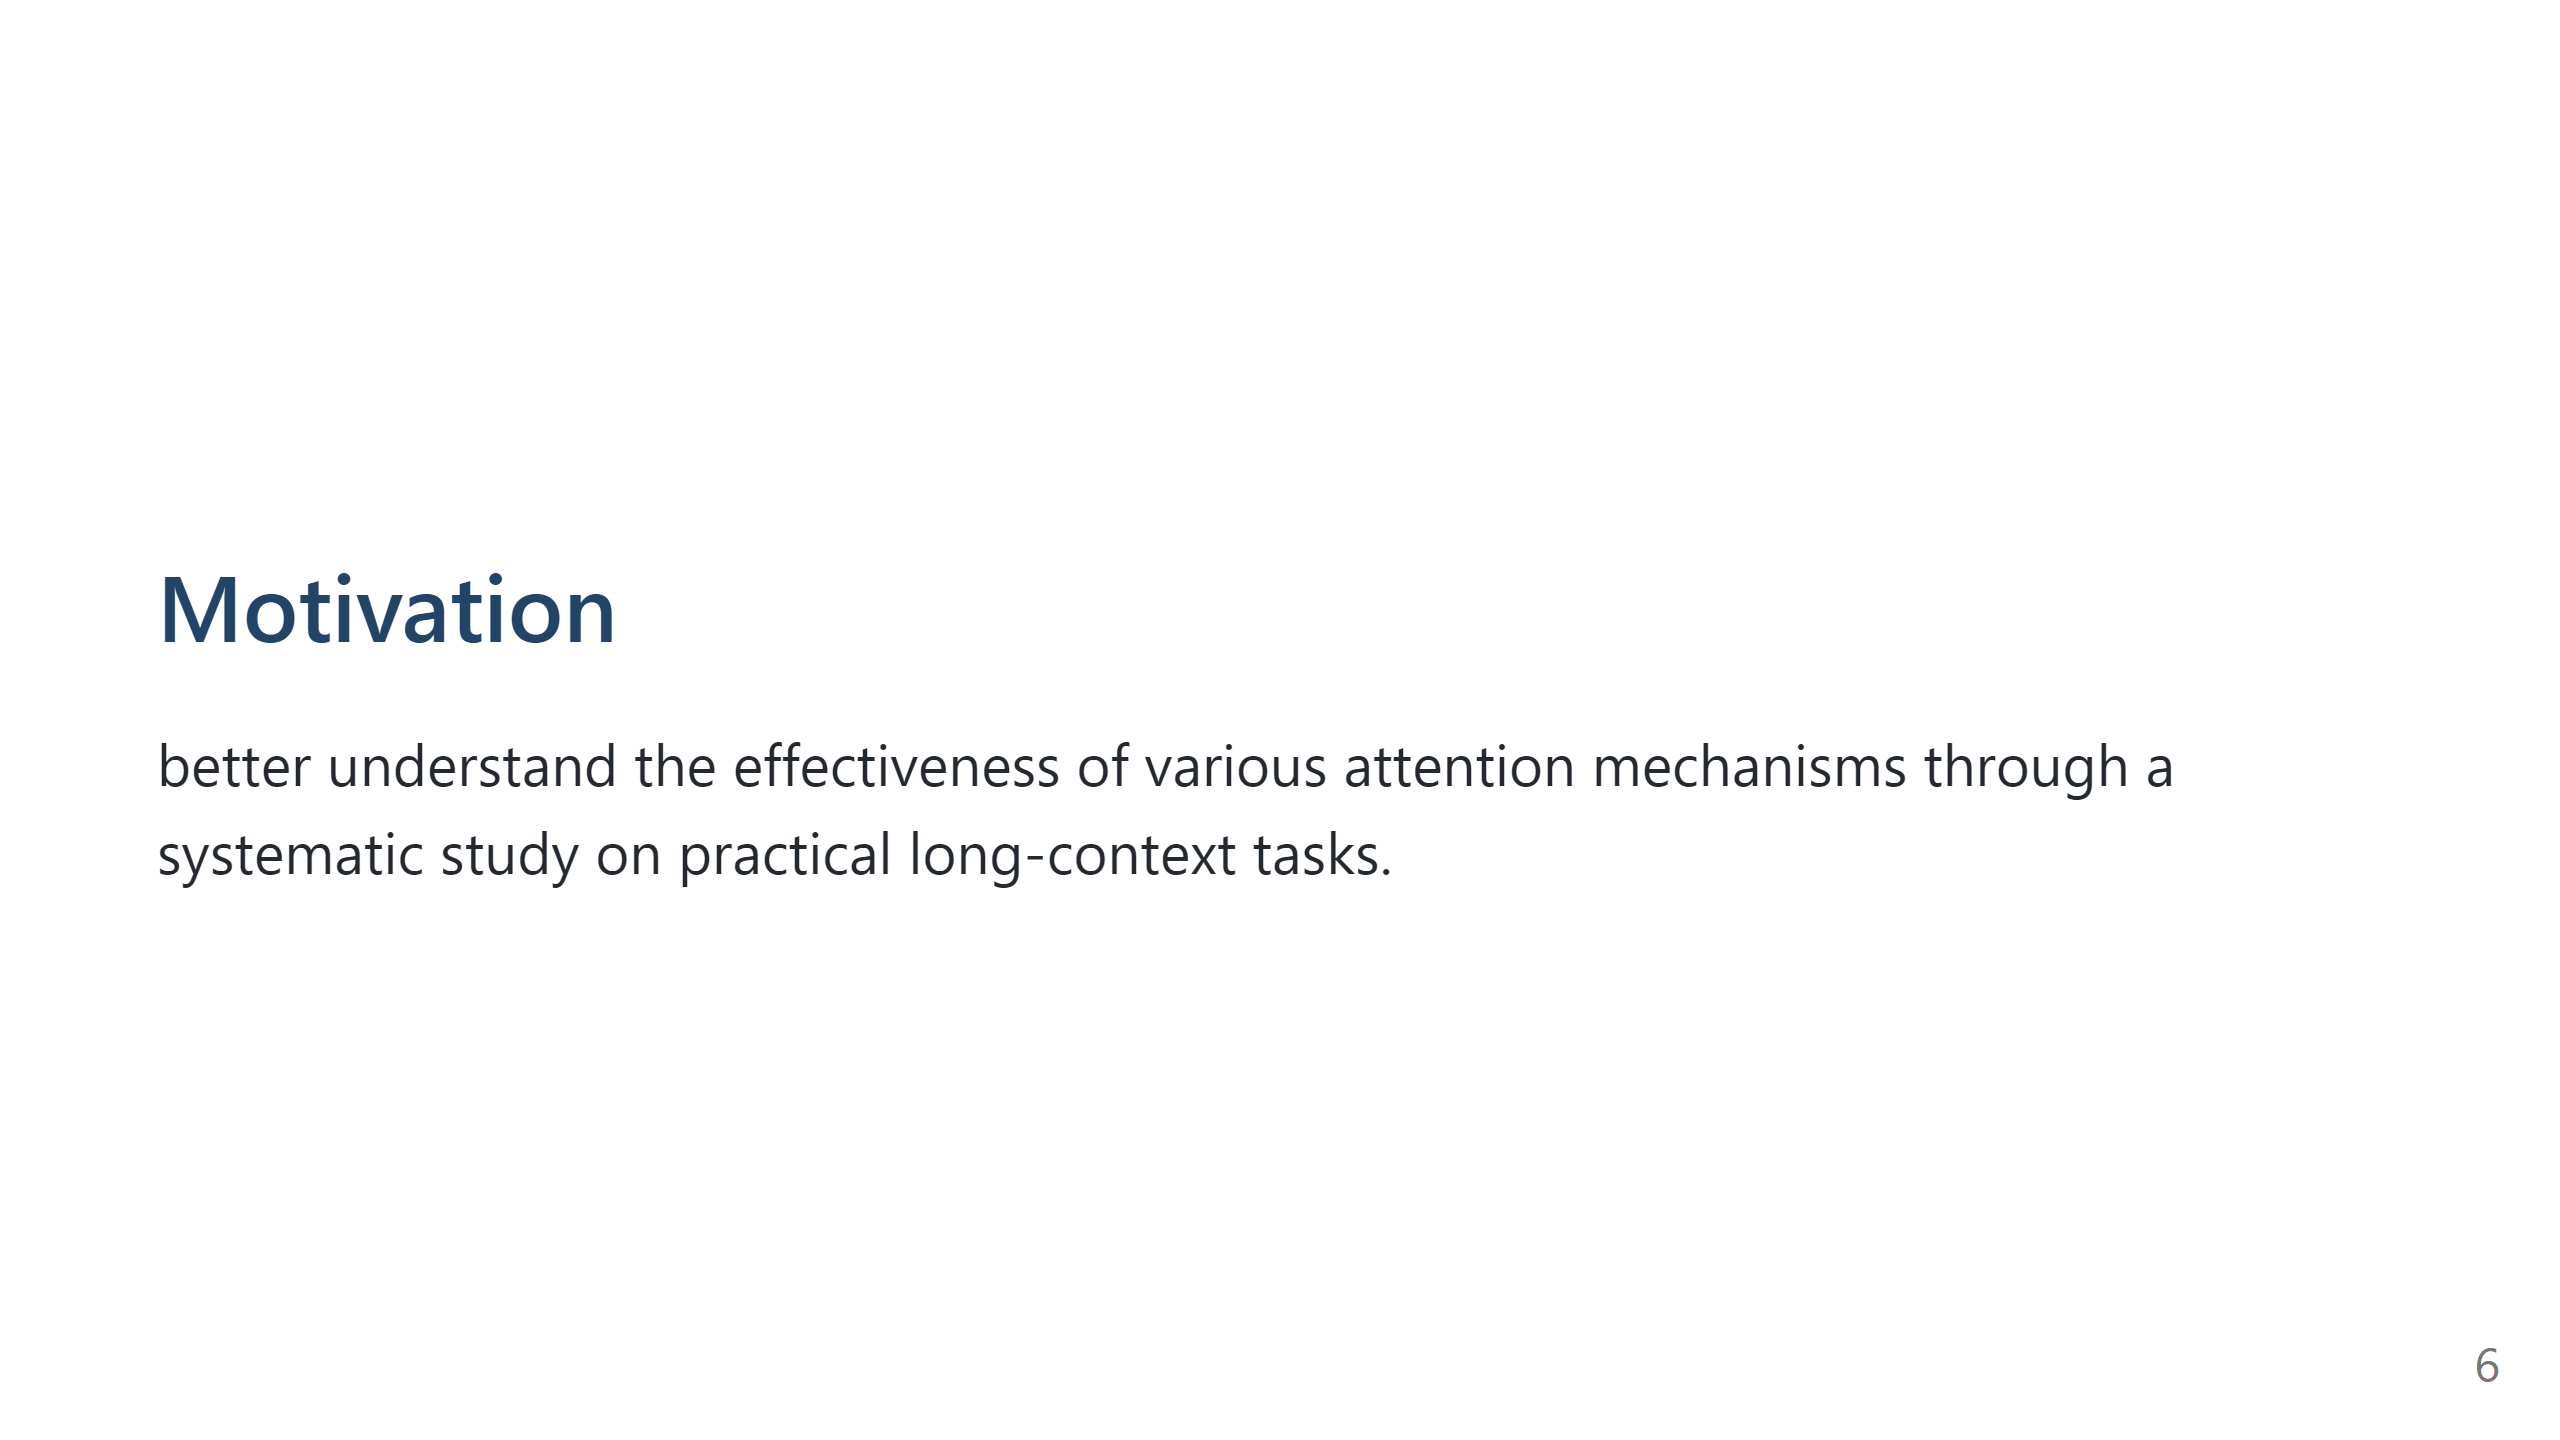 Motivation
better understand the effectiveness of various attention mechanisms through a
systematic study on practical long-context tasks.
6